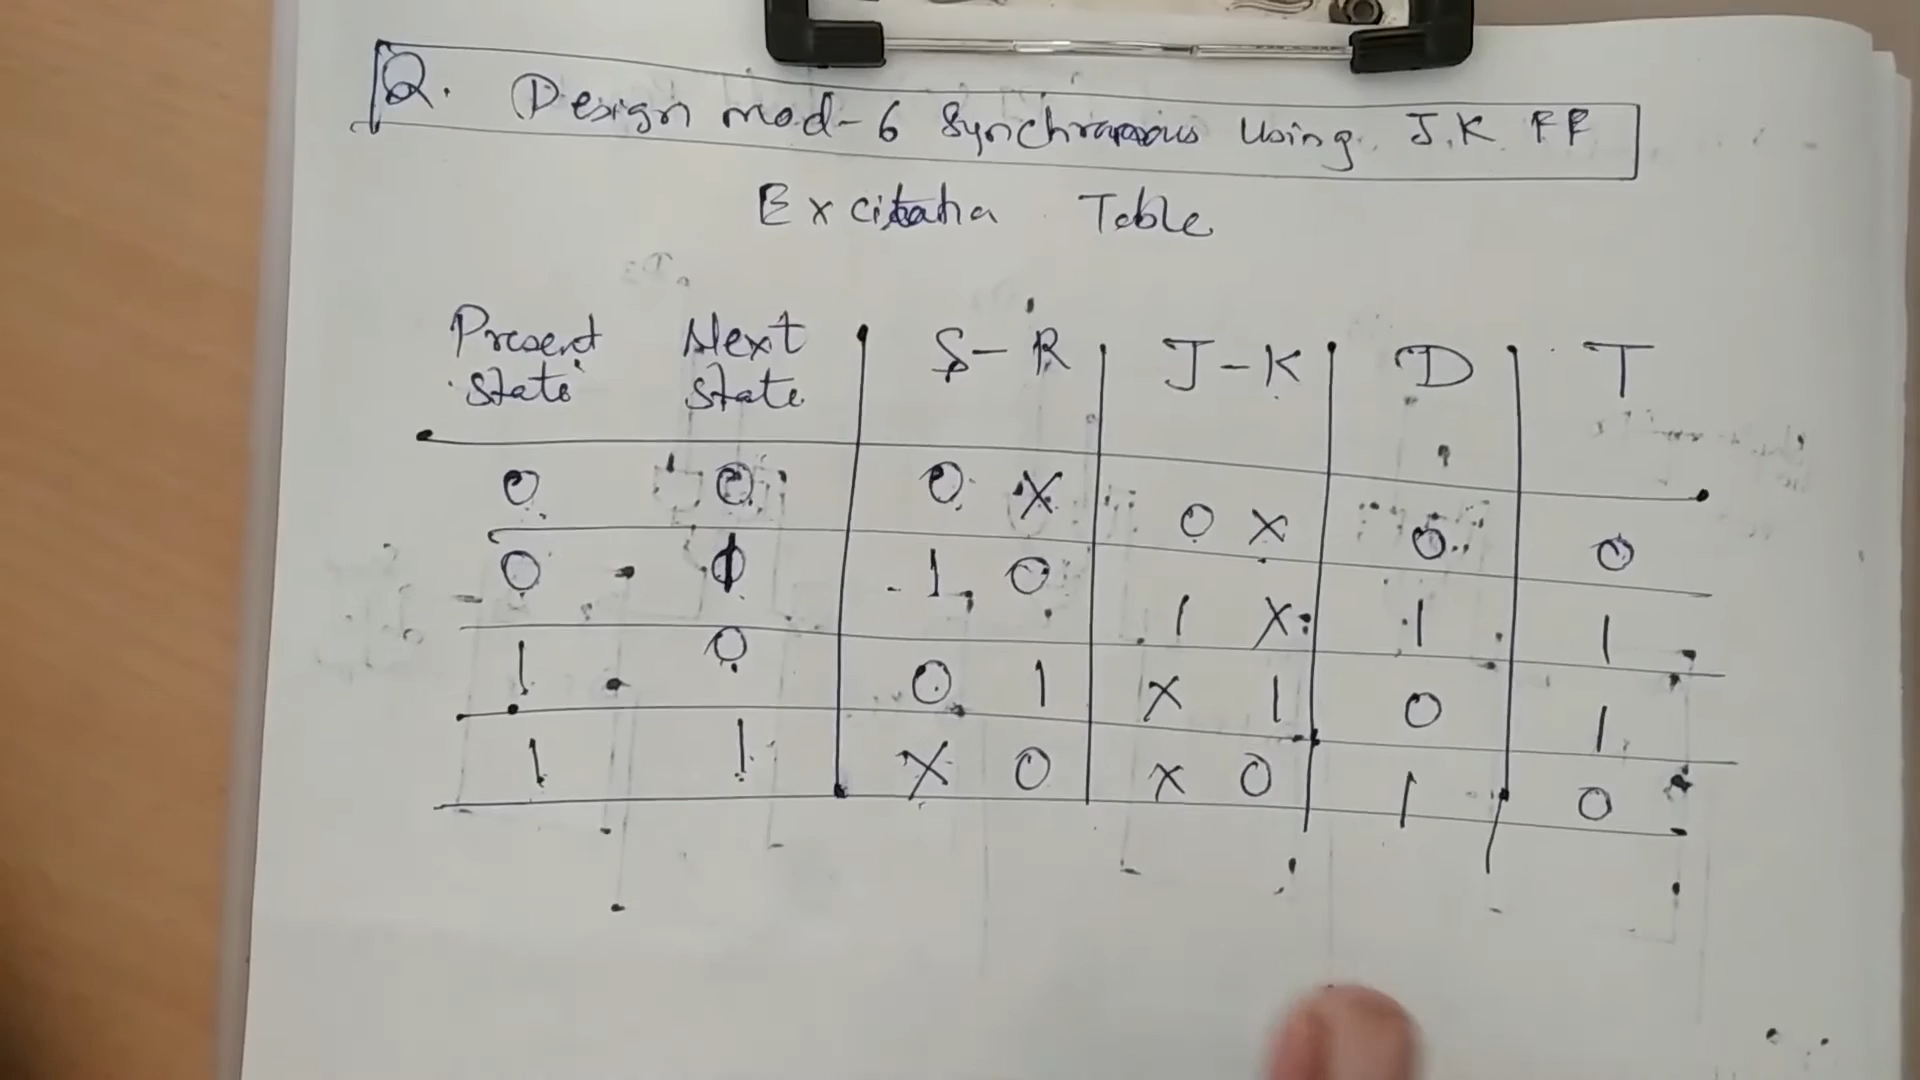 Q. Design mod-6 Synchronous Using J.K FF
Excitation Table
Present state Next state S-R J-K D T
0 0 0 X 0 X 0 0
0 1 1 0 1 X 1 1
1 0 0 1 X 1 0 1
1 1 X 0 X 0 1 0